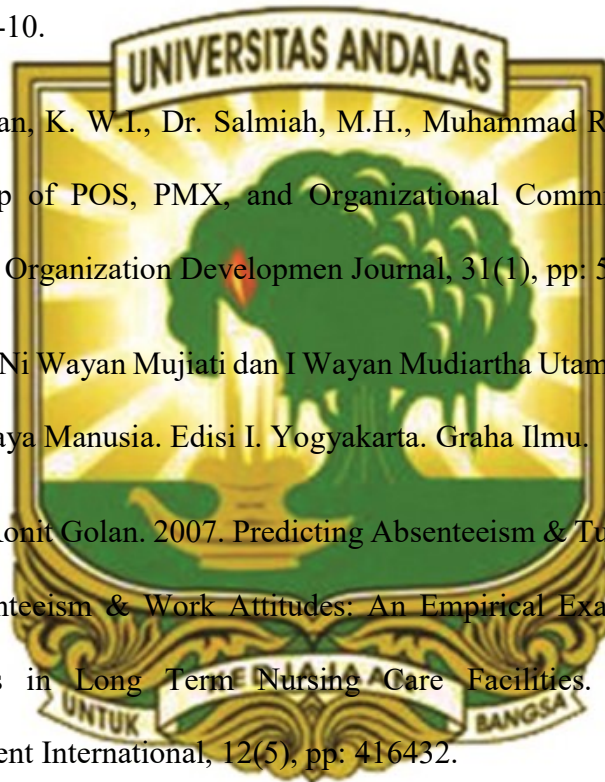 -10.
UNIVERSITAS ANDALAS
an, K. W.I., Dr. Salmiah, M.H., Muhammad R
p of POS, PMX, and Organizational Comm
Organization Developmen Journal, 31(1), pp: 5
Ni Wayan Mujiati dan I Wayan Mudiartha Utam
aya Manusia. Edisi I. Yogyakarta. Graha Ilmu.
Ronit Golan. 2007. Predicting Absenteeism & Tu
nteeism & Work Attitudes: An Empirical Exa
s in Long Term Nursing Care Facilities.
KEDJAJAAN
UNTUK
BANGSA
ent International, 12(5), pp: 416432.